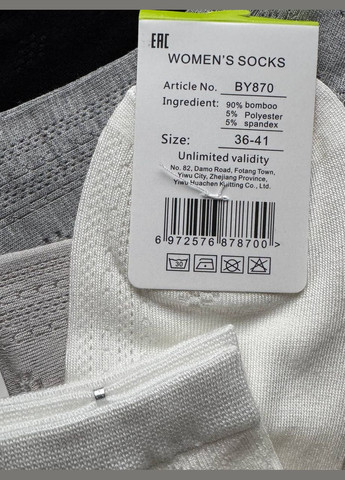 EAC
WOMEN'S SOCKS
Article No. BY870
Ingredient: 90% bomboo
5% Polyester
5% spandex
Size: 36-41
Unlimited validity
No. 82, Damo Road, Fotang Town,
Yiwu City, Zhejiang Province,
Yiwu Huachen Knitting Co., Ltd.
6 972576 878700 >
30